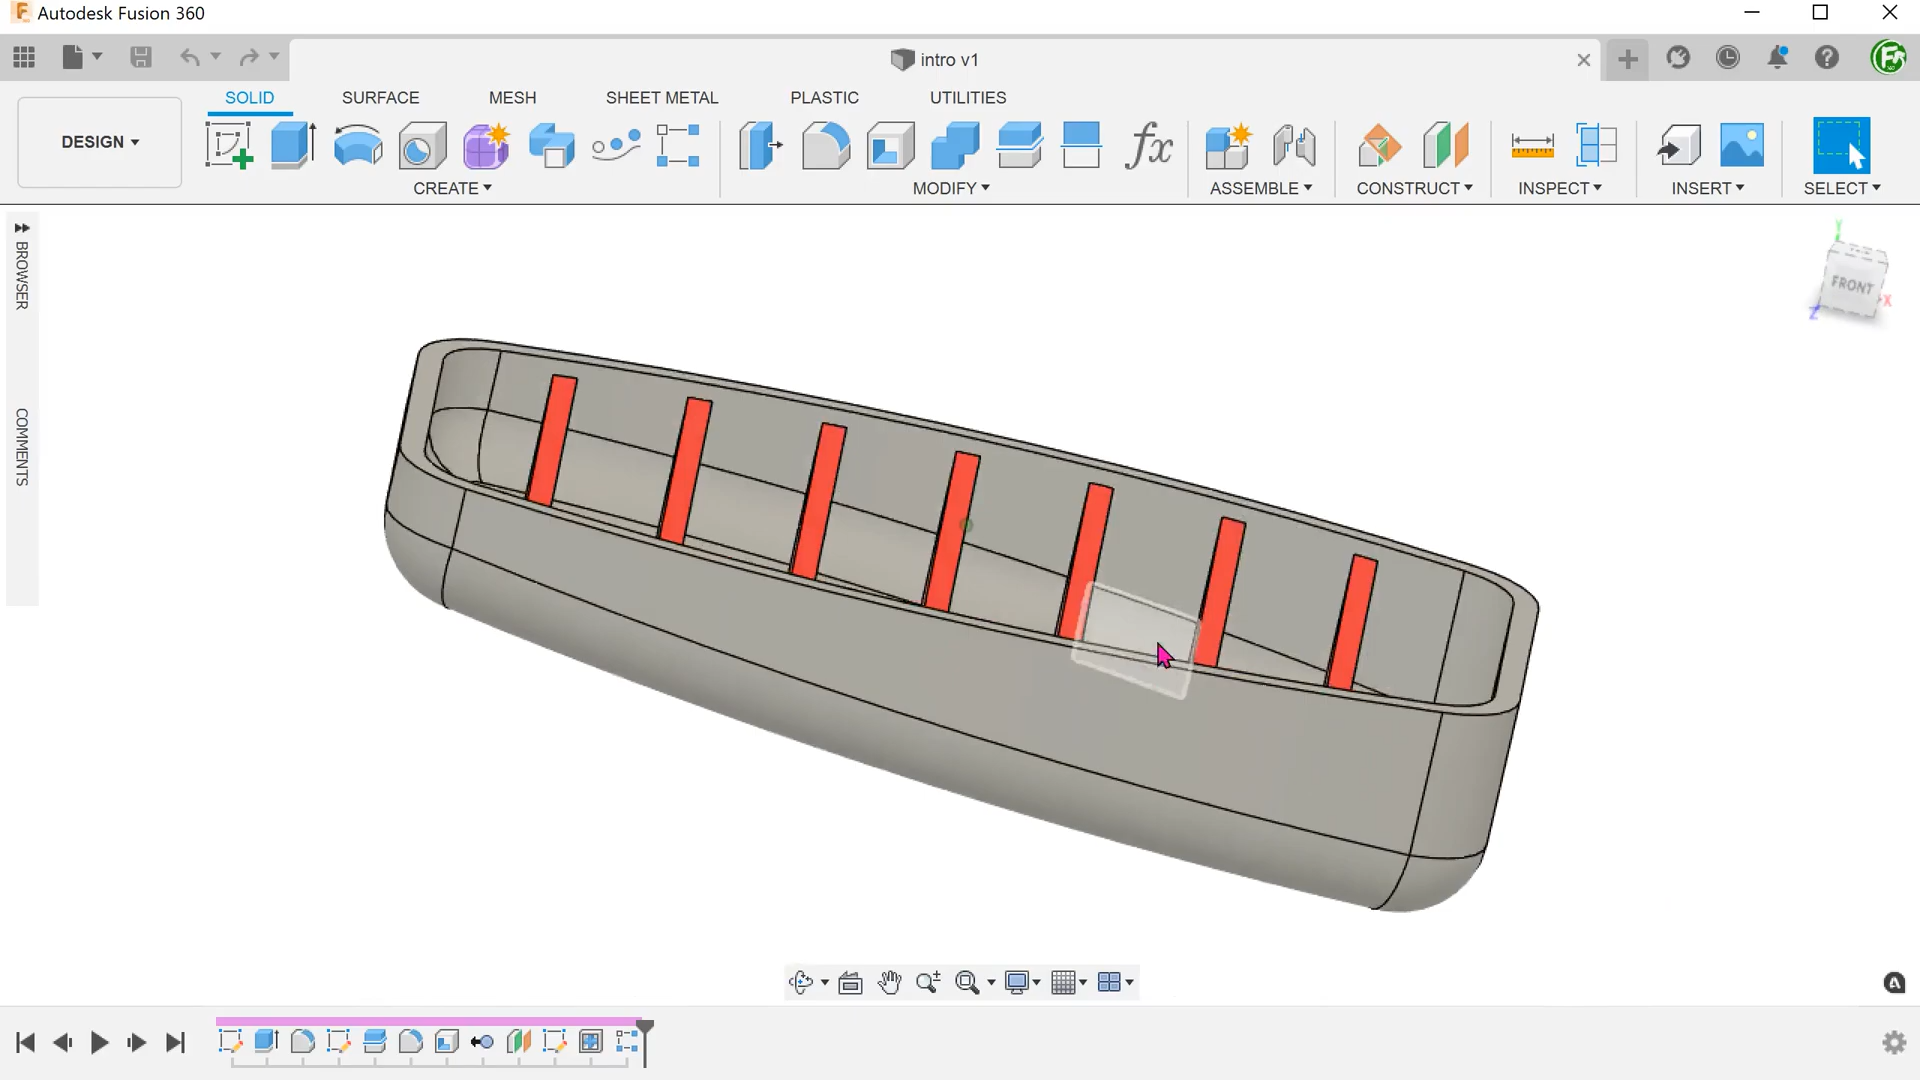 Autodesk Fusion 360
intro v1
SOLID
SURFACE
MESH
SHEET METAL
PLASTIC
UTILITIES
DESIGN
fx
CREATE
MODIFY
ASSEMBLE
CONSTRUCT
INSPECT
INSERT
SELECT
BROWSER
COMMENTS
Y
FRONT
X
Z